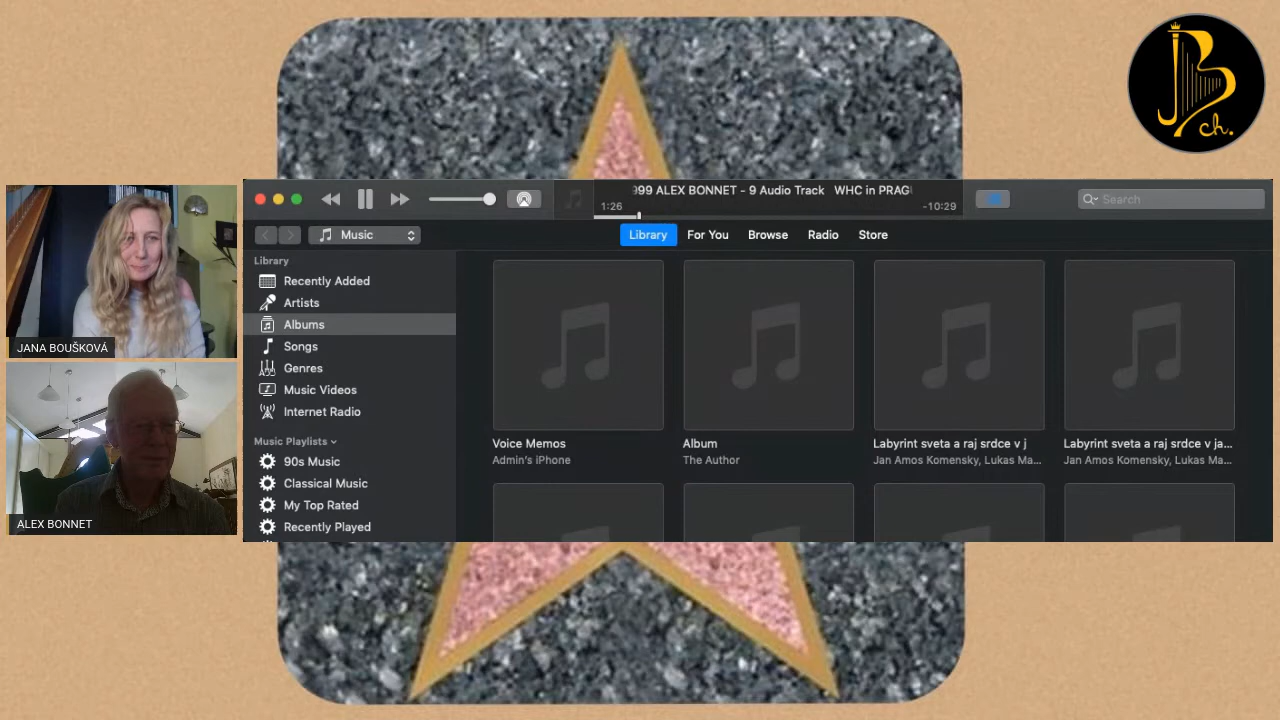 JB
ch.
999 ALEX BONNET - 9 Audio Track WHC in PRAG
1:26
-10:29
Search
Music
Library
For You
Browse
Radio
Store
Library
Recently Added
Artists
Albums
Songs
Genres
Music Videos
Internet Radio
Music Playlists
90s Music
Classical Music
My Top Rated
Recently Played
Voice Memos
Admin's iPhone
Album
The Author
Labyrint sveta a raj srdce v j
Jan Amos Komensky, Lukas Ma...
Labyrint sveta a raj srdce v ja...
Jan Amos Komensky, Lukas Ma...
JANA BOUŠKOVÁ
ALEX BONNET